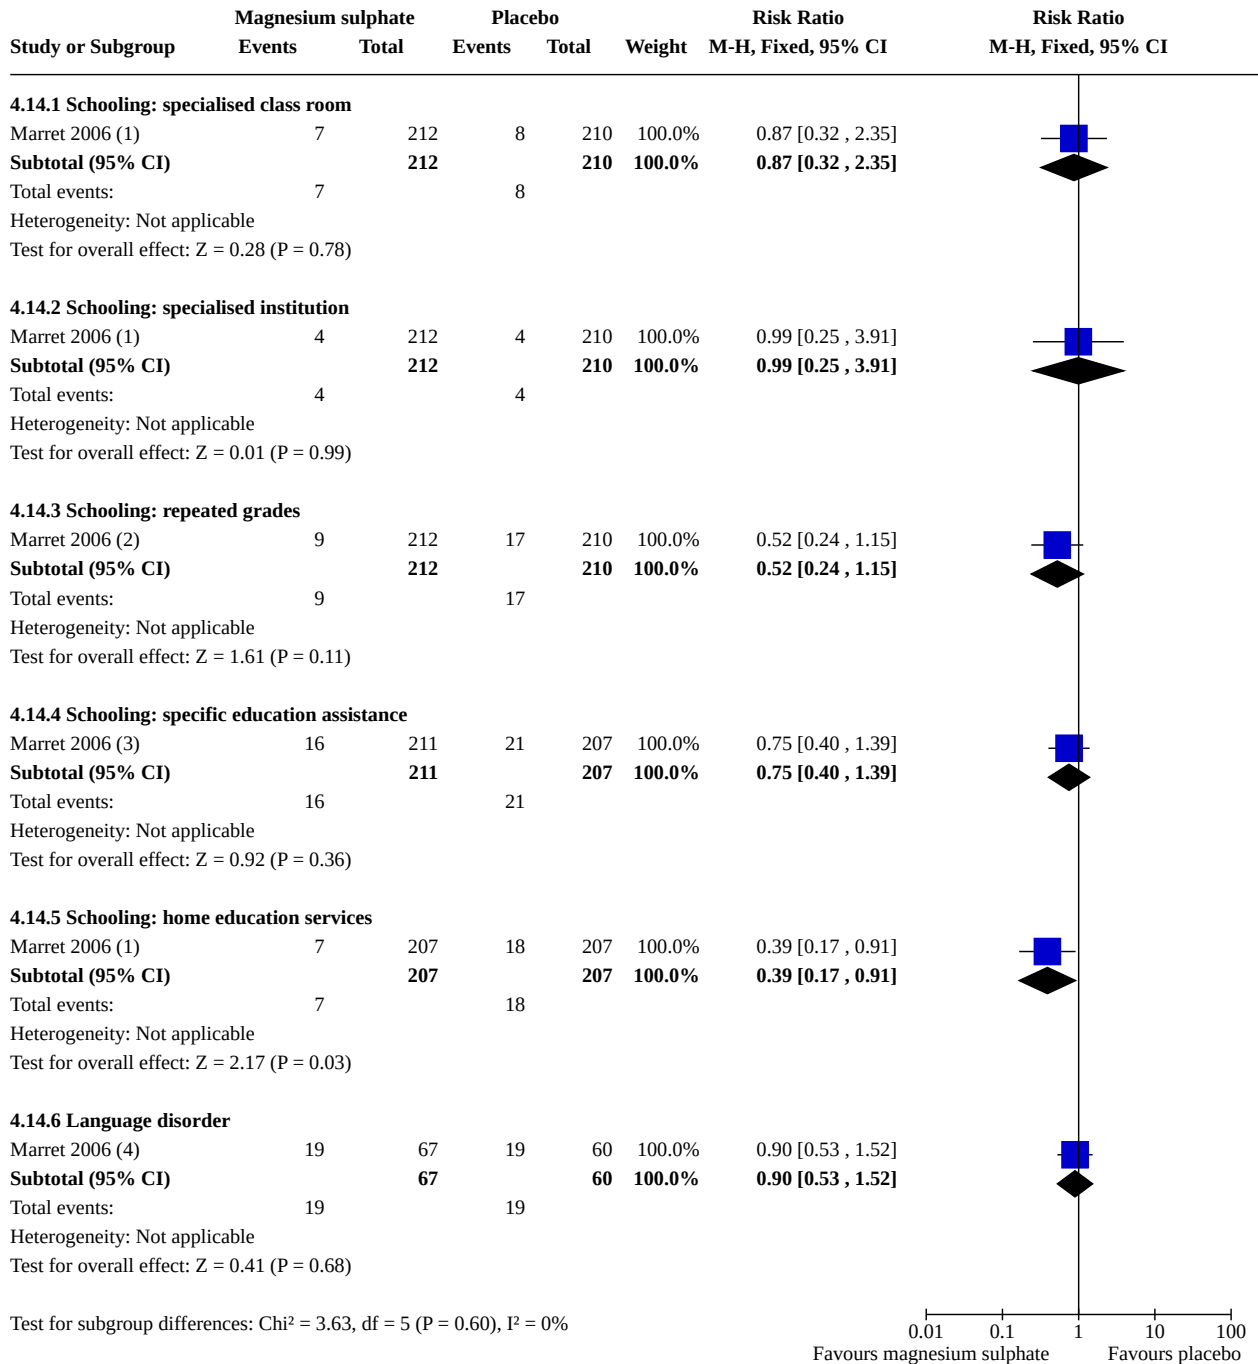 Magnesium sulphate Placebo Risk Ratio Risk Ratio
Study or Subgroup Events Total Events Total Weight M-H, Fixed, 95% CI M-H, Fixed, 95% CI
4.14.1 Schooling: specialised class room
Marret 2006 (1) 7 212 8 210 100.0% 0.87 [0.32 , 2.35]
Subtotal (95% CI) 212 210 100.0% 0.87 [0.32 , 2.35]
Total events: 7 8
Heterogeneity: Not applicable
Test for overall effect: Z = 0.28 (P = 0.78)
4.14.2 Schooling: specialised institution
Marret 2006 (1) 4 212 4 210 100.0% 0.99 [0.25 , 3.91]
Subtotal (95% CI) 212 210 100.0% 0.99 [0.25 , 3.91]
Total events: 4 4
Heterogeneity: Not applicable
Test for overall effect: Z = 0.01 (P = 0.99)
4.14.3 Schooling: repeated grades
Marret 2006 (2) 9 212 17 210 100.0% 0.52 [0.24 , 1.15]
Subtotal (95% CI) 212 210 100.0% 0.52 [0.24 , 1.15]
Total events: 9 17
Heterogeneity: Not applicable
Test for overall effect: Z = 1.61 (P = 0.11)
4.14.4 Schooling: specific education assistance
Marret 2006 (3) 16 211 21 207 100.0% 0.75 [0.40 , 1.39]
Subtotal (95% CI) 211 207 100.0% 0.75 [0.40 , 1.39]
Total events: 16 21
Heterogeneity: Not applicable
Test for overall effect: Z = 0.92 (P = 0.36)
4.14.5 Schooling: home education services
Marret 2006 (1) 7 207 18 207 100.0% 0.39 [0.17 , 0.91]
Subtotal (95% CI) 207 207 100.0% 0.39 [0.17 , 0.91]
Total events: 7 18
Heterogeneity: Not applicable
Test for overall effect: Z = 2.17 (P = 0.03)
4.14.6 Language disorder
Marret 2006 (4) 19 67 19 60 100.0% 0.90 [0.53 , 1.52]
Subtotal (95% CI) 67 60 100.0% 0.90 [0.53 , 1.52]
Total events: 19 19
Heterogeneity: Not applicable
Test for overall effect: Z = 0.41 (P = 0.68)
Test for subgroup differences: Chi² = 3.63, df = 5 (P = 0.60), I² = 0%
0.01 0.1 1 10 100
Favours magnesium sulphate Favours placebo